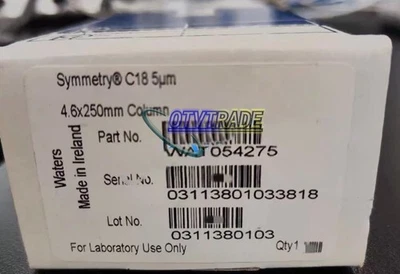 Symmetry® C18 5µm
4.6x250mm Column
QTYTRADE
Part No.
WAT054275
Waters
Made in Ireland
Serial No.
03113801033818
Lot No.
0311380103
For Laboratory Use Only
Qty 1